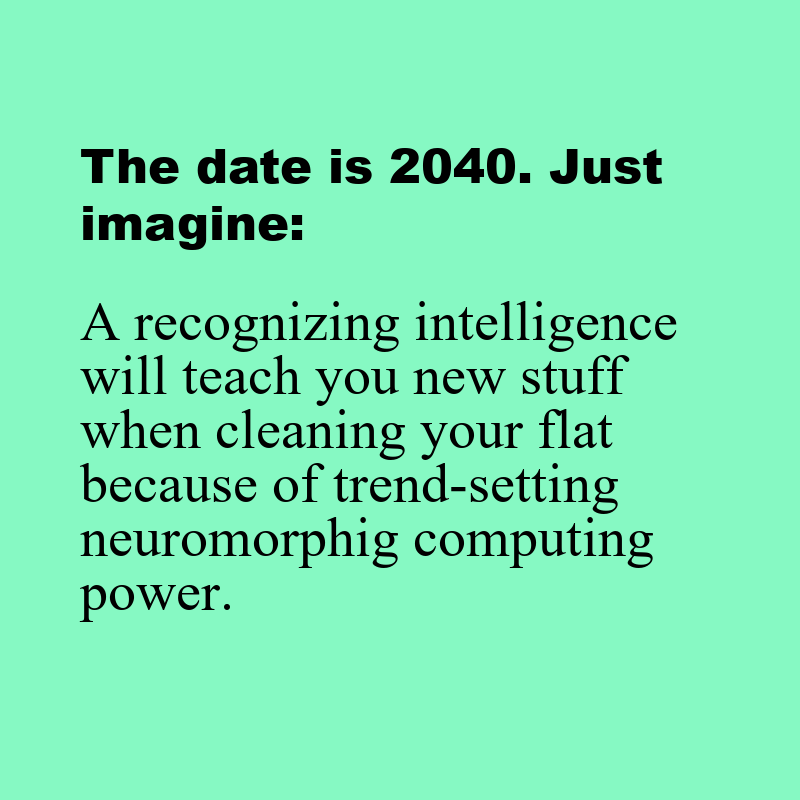 The date is 2040. Just
imagine:
A recognizing intelligence
will teach you new stuff
when cleaning your flat
because of trend-setting
neuromorphig computing
power.